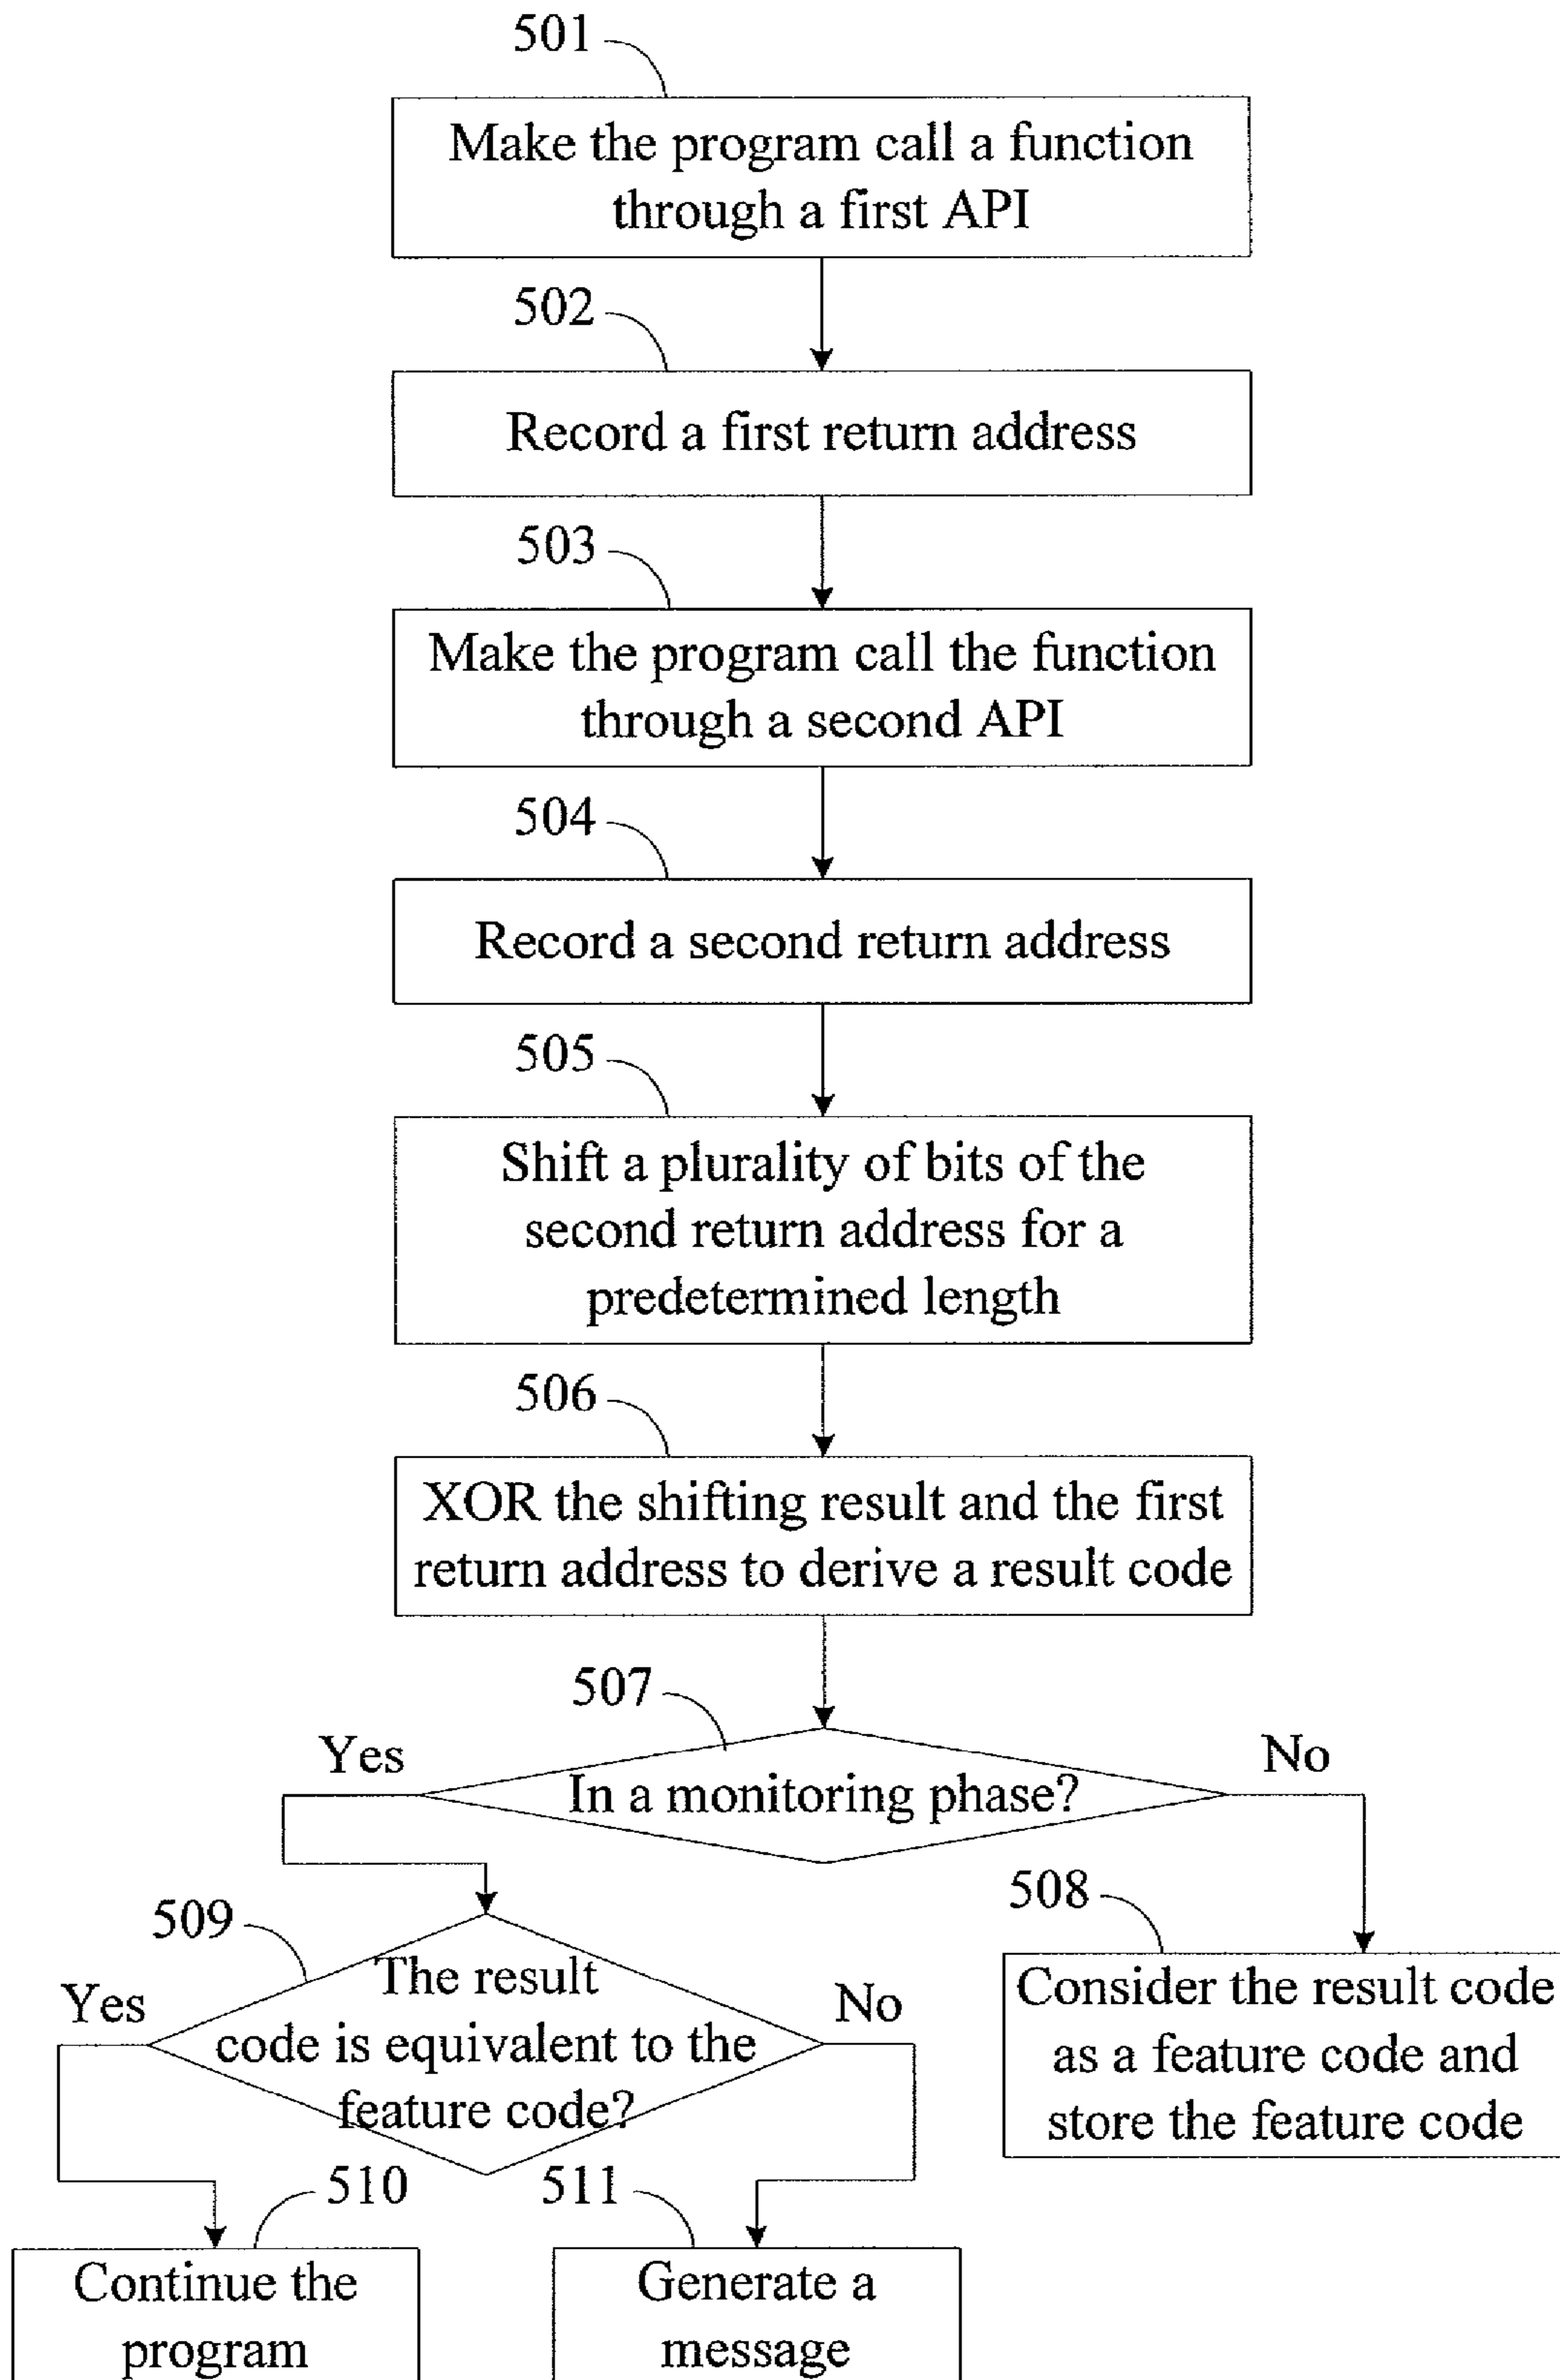 501
Make the program call a function
through a first API
502
Record a first return address
503
Make the program call the function
through a second API
504
Record a second return address
505
Shift a plurality of bits of the
second return address for a
predetermined length
506
XOR the shifting result and the first
return address to derive a result code
507
Yes
In a monitoring phase?
No
509
Yes
The result
code is equivalent to the
feature code?
No
508
Consider the result code
as a feature code and
store the feature code
510
Continue the
program
511
Generate a
message